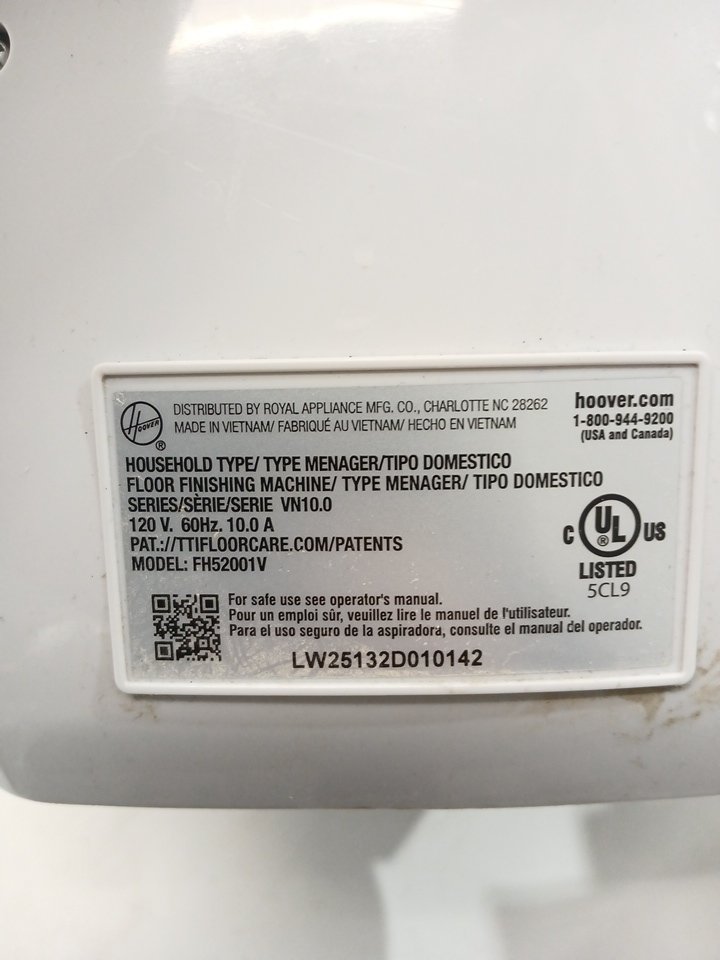 HOOVER
®
DISTRIBUTED BY ROYAL APPLIANCE MFG. CO., CHARLOTTE NC 28262
MADE IN VIETNAM/ FABRIQUÉ AU VIETNAM/ HECHO EN VIETNAM
hoover.com
1-800-944-9200
(USA and Canada)
HOUSEHOLD TYPE/ TYPE MENAGER/TIPO DOMESTICO
FLOOR FINISHING MACHINE/ TYPE MENAGER/ TIPO DOMESTICO
SERIES/SÈRIE/SERIE VN10.0
120 V. 60Hz. 10.0 A
PAT.://TTIFLOORCARE.COM/PATENTS
MODEL: FH52001V
C UL ® US
LISTED
5CL9
For safe use see operator's manual.
Pour un emploi sûr, veuillez lire le manuel de l'utilisateur.
Para el uso seguro de la aspiradora, consulte el manual del operador.
LW25132D010142